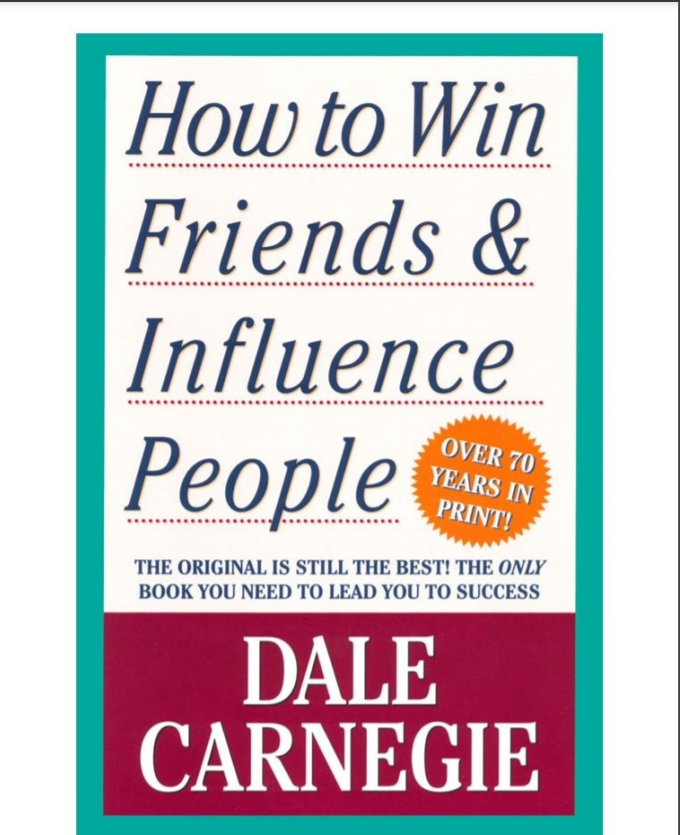 How to Win
Friends &
Influence
People
OVER 70
YEARS IN
PRINT!
THE ORIGINAL IS STILL THE BEST! THE ONLY
BOOK YOU NEED TO LEAD YOU TO SUCCESS
DALE
CARNEGIE